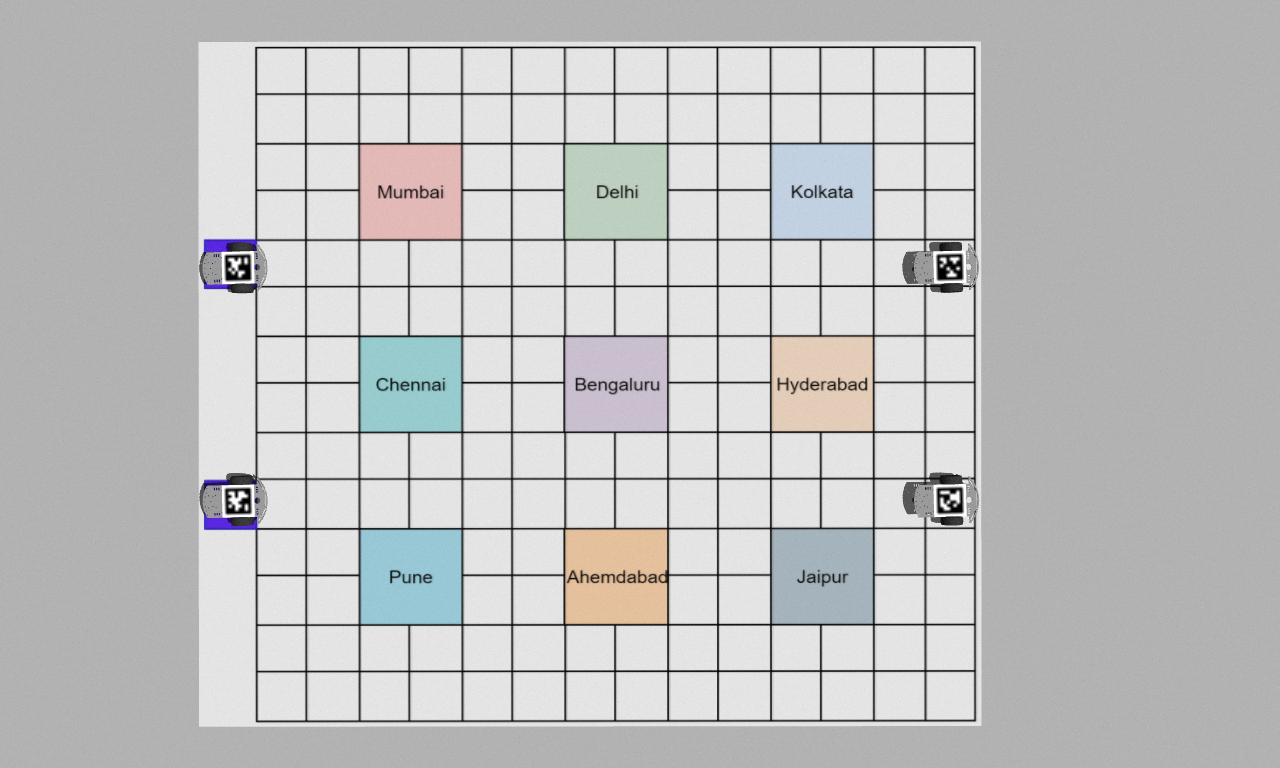 Mumbai
Delhi
Kolkata
Chennai
Bengaluru
Hyderabad
Pune
Ahemdabad
Jaipur